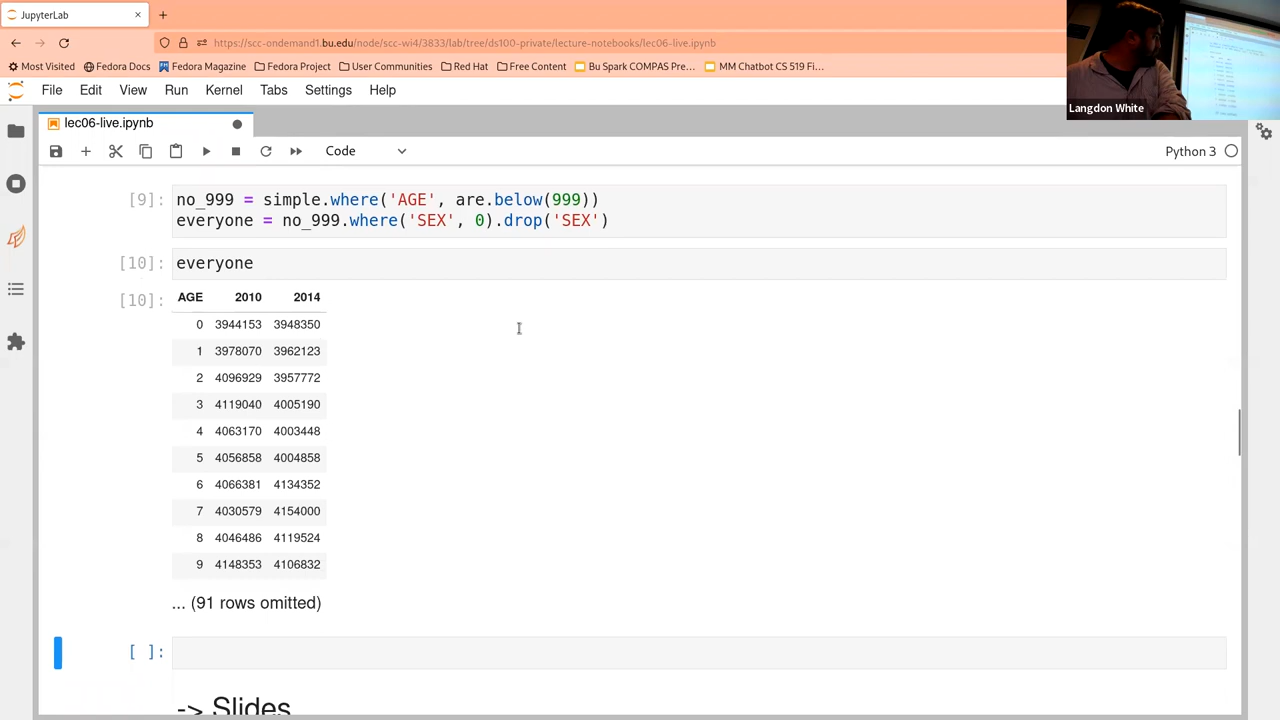 JupyterLab
https://scc-ondemand1.bu.edu/node/scc-wi4/3833/lab/tree/ds100-private/lecture-notebooks/lec06-live.ipynb
Most Visited Fedora Docs Fedora Magazine Fedora Project User Communities Red Hat Free Content Bu Spark COMPAS Pre... MM Chatbot CS 519 Fi...
Langdon White
File Edit View Run Kernel Tabs Settings Help
lec06-live.ipynb
Code Python 3
[9]: no_999 = simple.where('AGE', are.below(999))
everyone = no_999.where('SEX', 0).drop('SEX')
[10]: everyone
[10]: AGE 2010 2014
0 3944153 3948350
1 3978070 3962123
2 4096929 3957772
3 4119040 4005190
4 4063170 4003448
5 4056858 4004858
6 4066381 4134352
7 4030579 4154000
8 4046486 4119524
9 4148353 4106832
... (91 rows omitted)
[ ]:
-> Slides